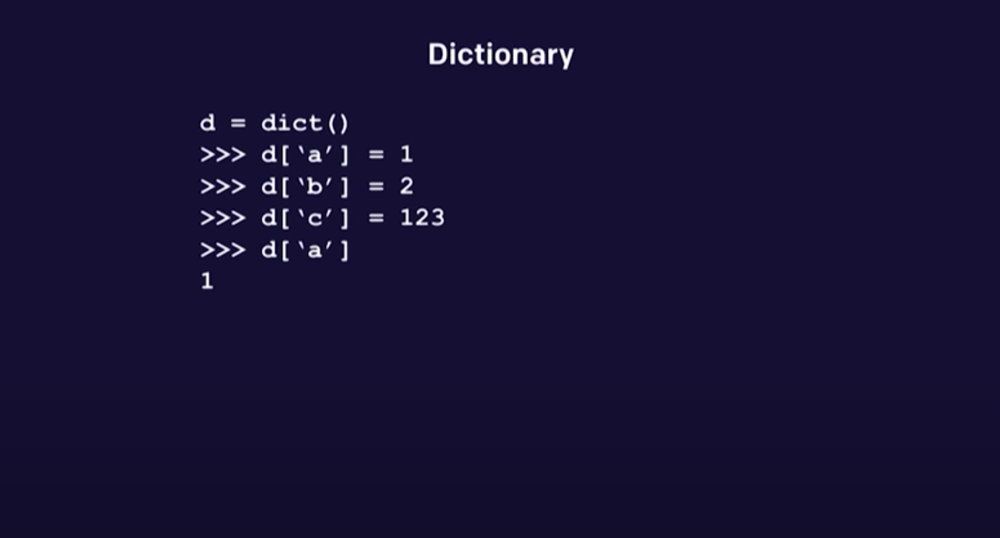 Dictionary
d = dict()
>>> d[‘a’] = 1
>>> d[‘b’] = 2
>>> d[‘c’] = 123
>>> d[‘a’]
1